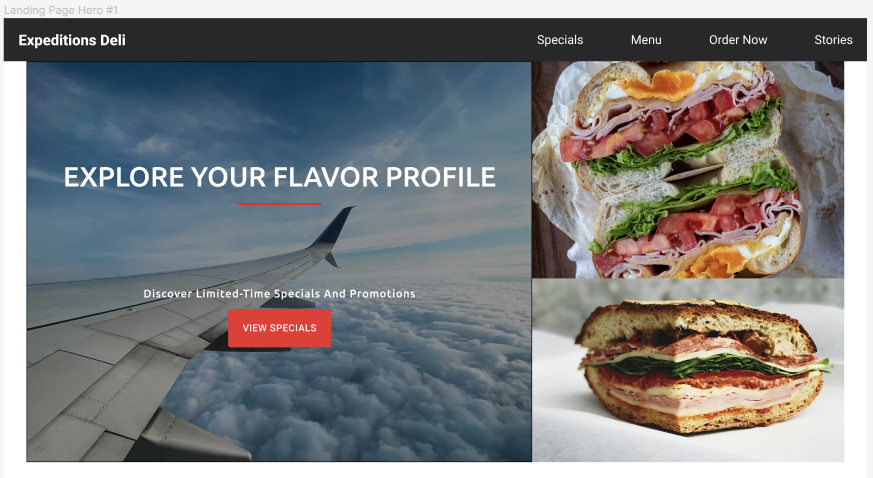 Landing Page Hero #1
Expeditions Deli
Specials
Menu
Order Now
Stories
EXPLORE YOUR FLAVOR PROFILE
Discover Limited-Time Specials And Promotions
VIEW SPECIALS